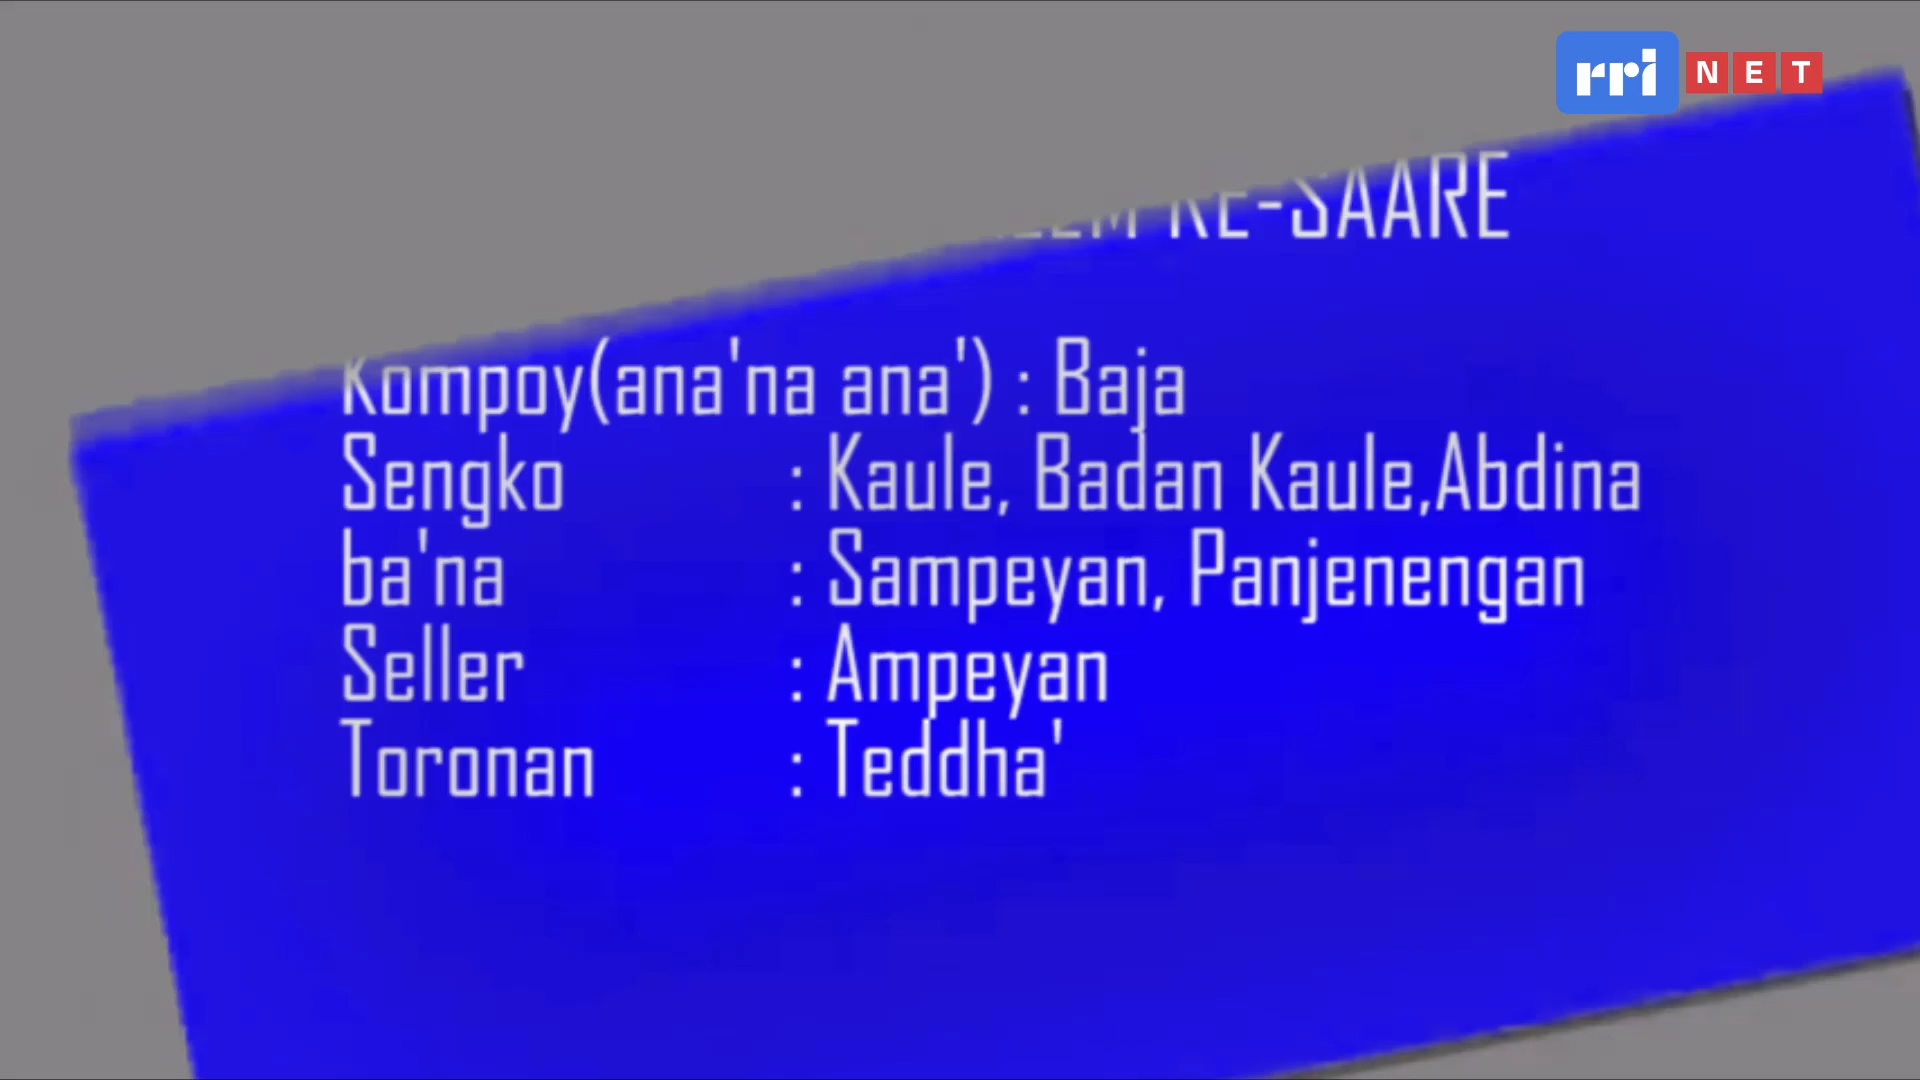 rri NET
KE-SAARE
Kompoy(ana'na ana') : Baja
Sengko : Kaule, Badan Kaule,Abdina
ba'na : Sampeyan, Panjenengan
Seller : Ampeyan
Toronan : Teddha'